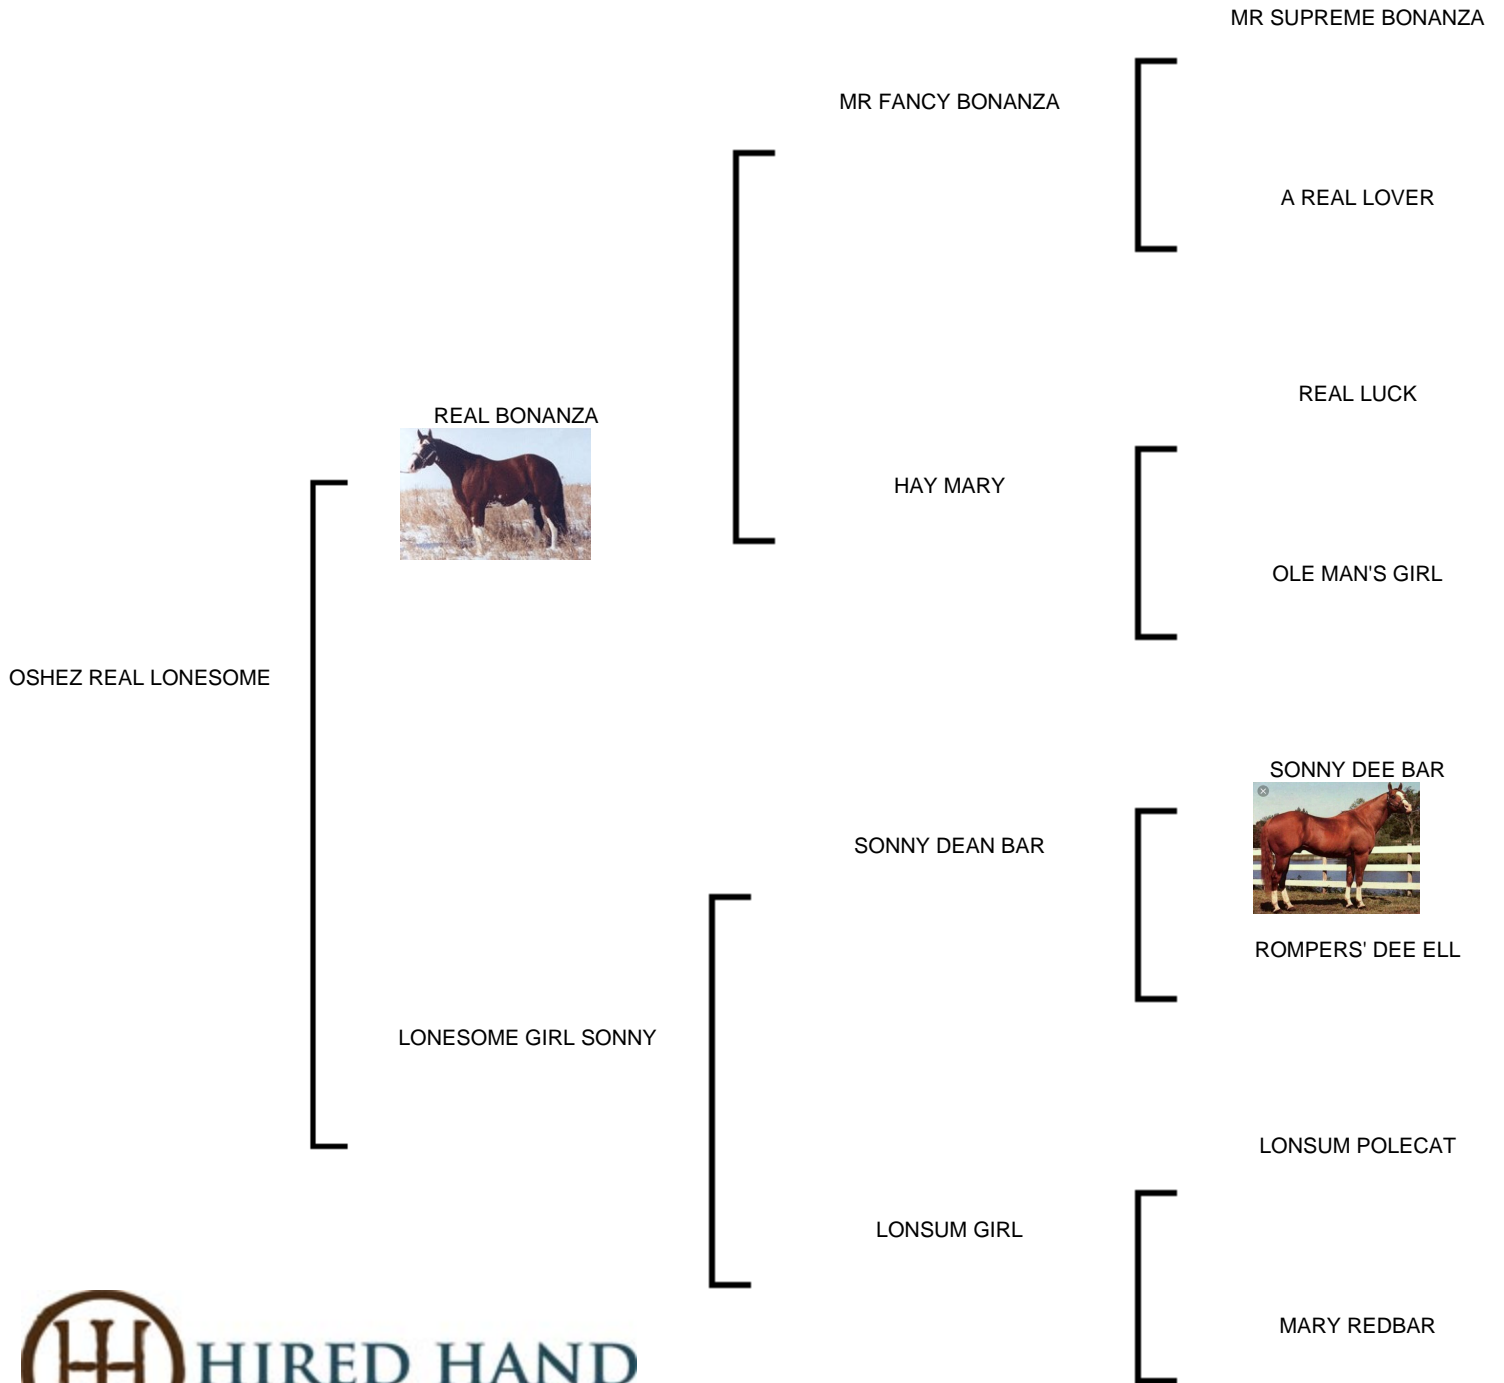 MR SUPREME BONANZA
MR FANCY BONANZA
A REAL LOVER
REAL LUCK
REAL BONANZA
HAY MARY
OLE MAN'S GIRL
OSHEZ REAL LONESOME
SONNY DEE BAR
SONNY DEAN BAR
ROMPERS' DEE ELL
LONESOME GIRL SONNY
LONSUM POLECAT
LONSUM GIRL
MARY REDBAR
HIRED HAND